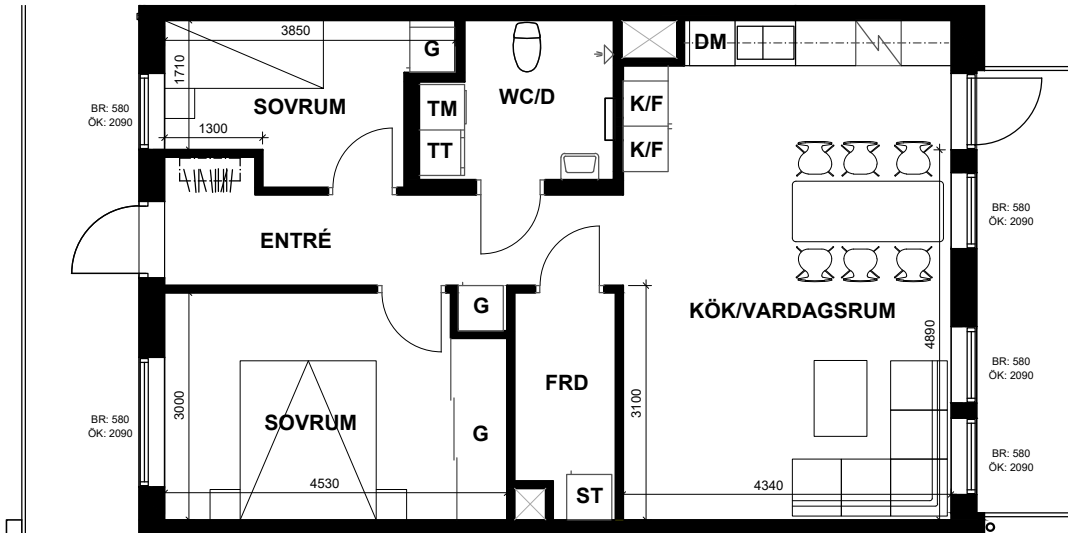 3850
G
DM
1710
WC/D
BR: 580
ÖK: 2090
SOVRUM
TM
K/F
1300
TT
K/F
BR: 580
ÖK: 2090
ENTRÉ
G
KÖK/VARDAGSRUM
4890
BR: 580
ÖK: 2090
FRD
3000
3100
BR: 580
ÖK: 2090
SOVRUM
G
BR: 580
ÖK: 2090
4530
ST
4340